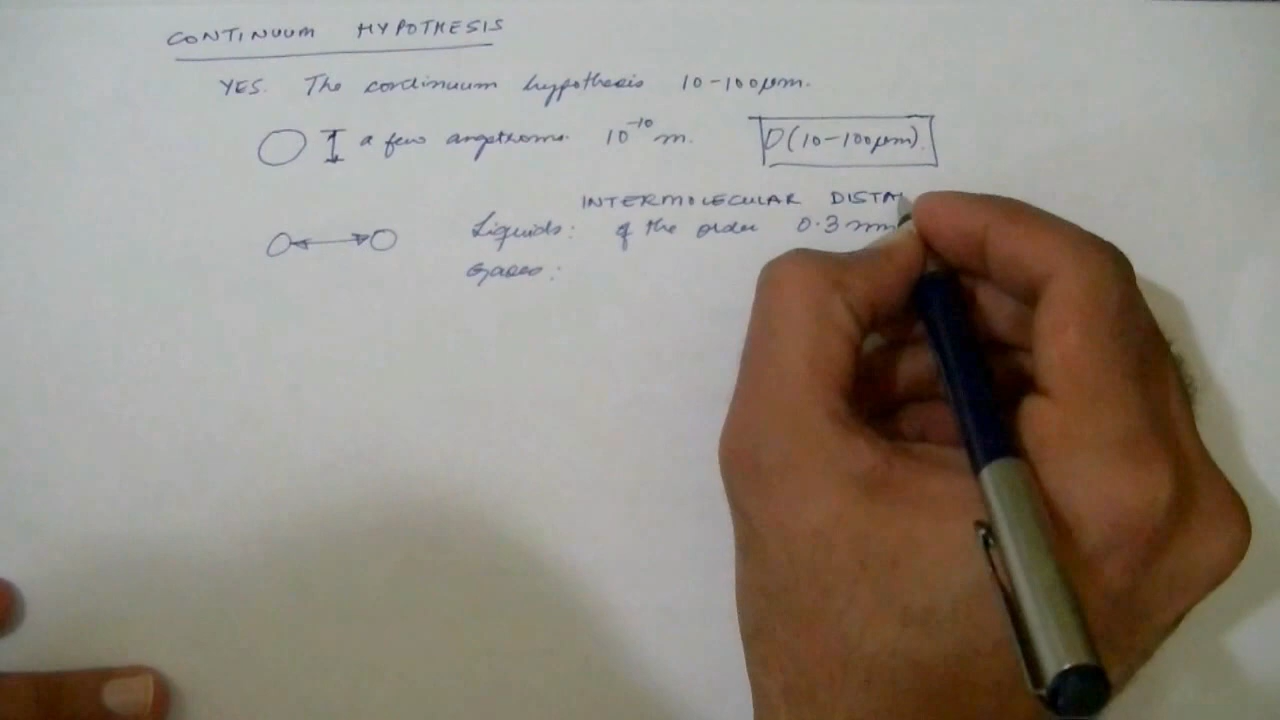 CONTINUUM HYPOTHESIS
YES. The continuum hypothesis 10-100μm.
a few angstroms. 10⁻¹⁰ m. O(10-100μm).
INTERMOLECULAR DISTA
Liquids: of the order 0.3 nm
Gases: